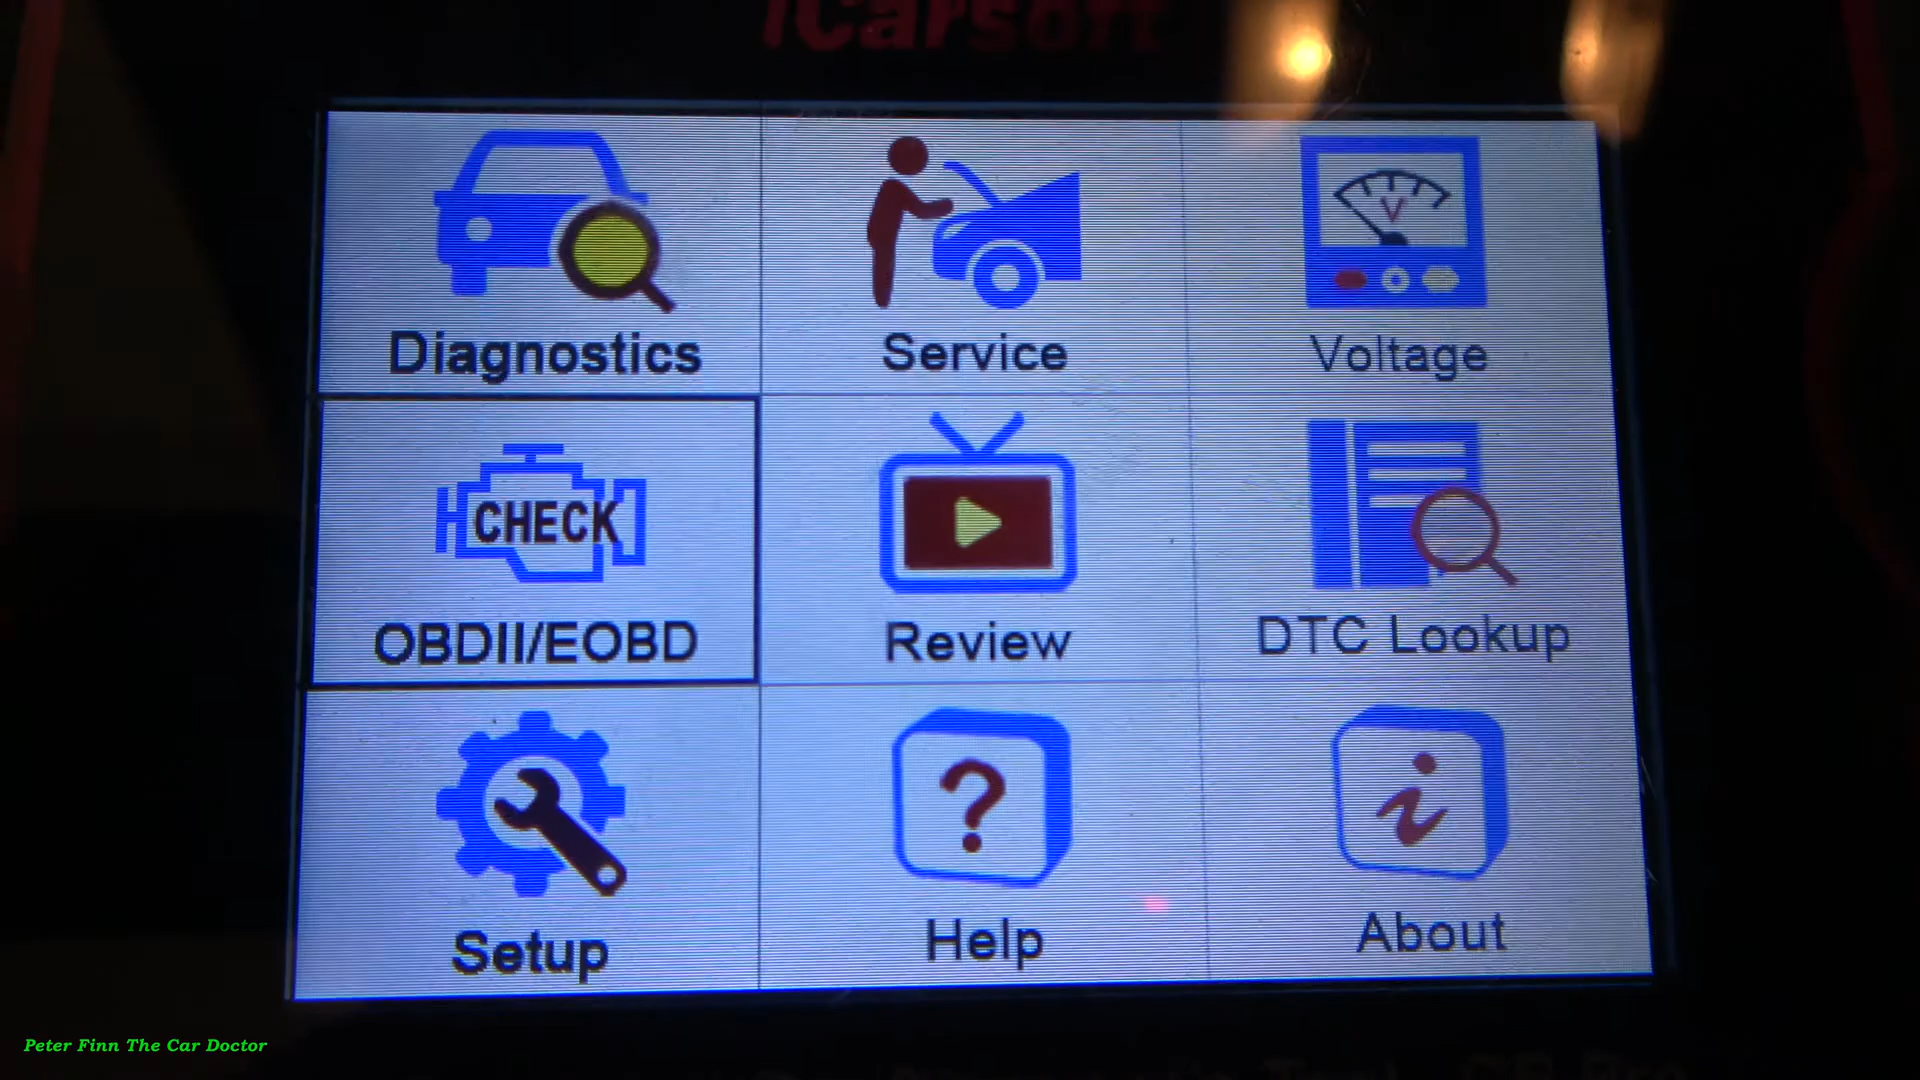 iCarsoft
Diagnostics
Service
Voltage
V
CHECK
OBDII/EOBD
Review
DTC Lookup
Setup
?
Help
i
About
Peter Finn The Car Doctor